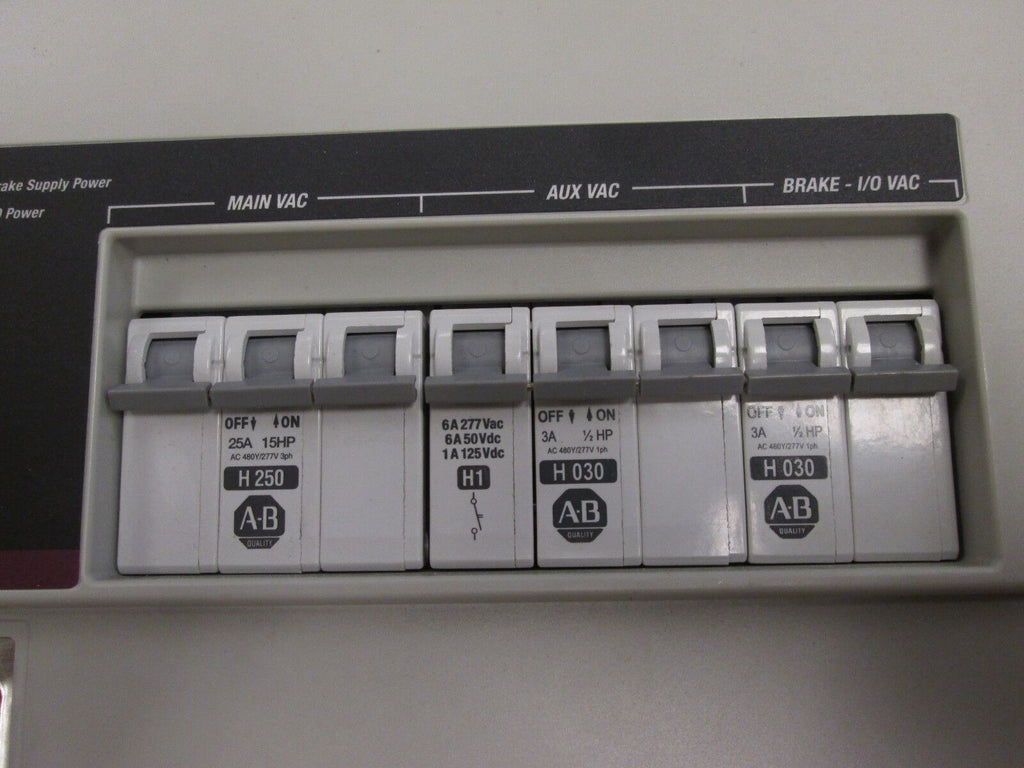 ake Supply Power
Power
MAIN VAC
AUX VAC
BRAKE - I/O VAC
OFF ON
25A 15HP
AC 480Y/277V 3ph
H 250
A-B
QUALITY
6A 277Vac
6A 50Vdc
1A 125Vdc
H1
OFF ON
3A ½ HP
AC 480Y/277V 1ph
H 030
A-B
QUALITY
OFF ON
3A ½ HP
AC 480Y/277V 1ph
H 030
A-B
QUALITY